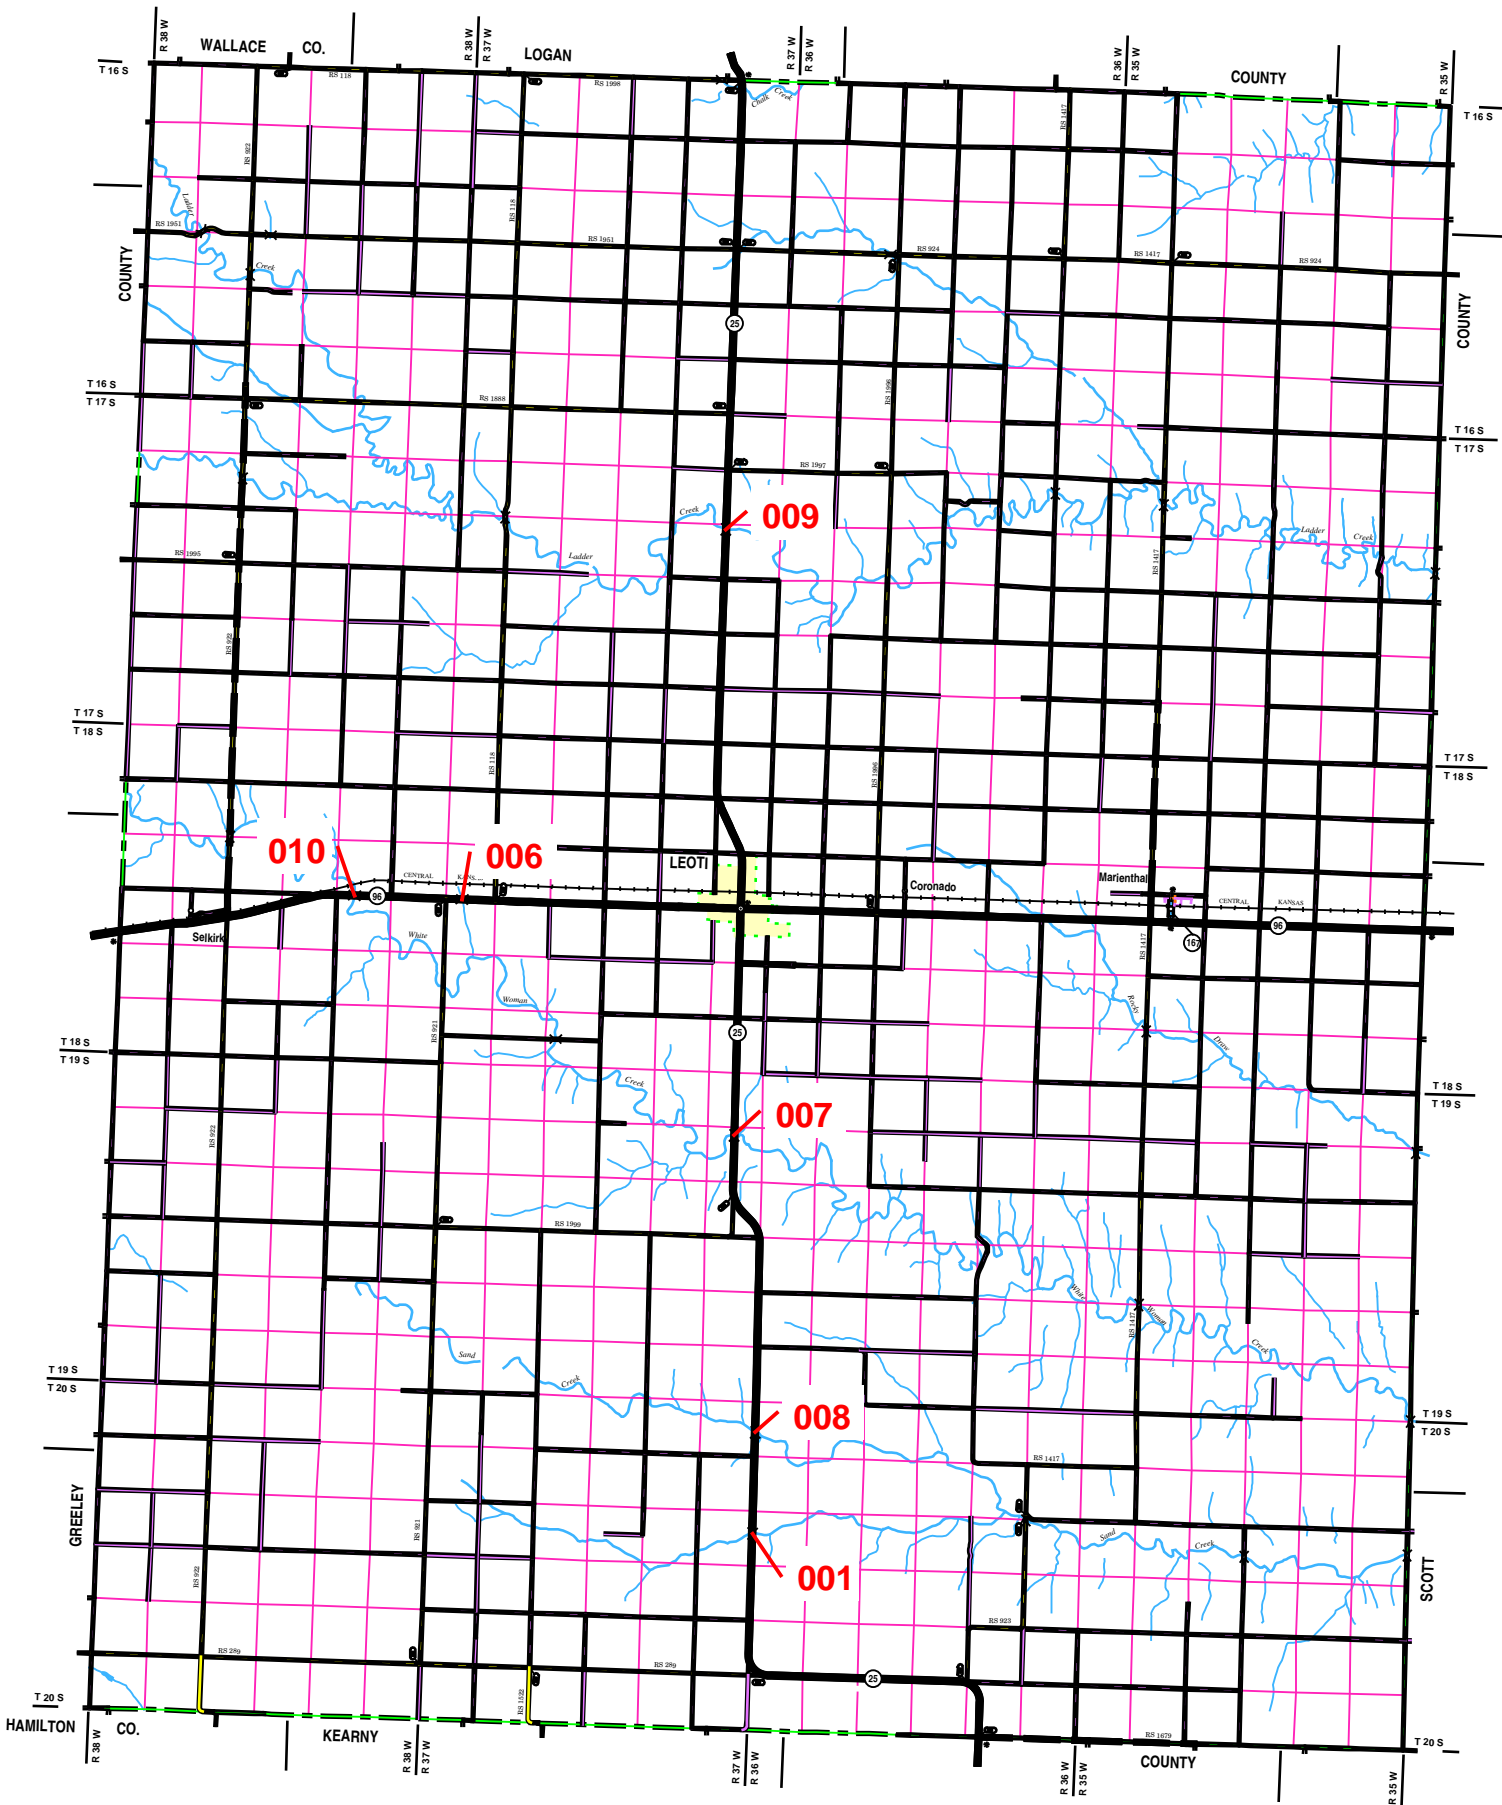 R 38 W
R 38 W
R 37 W
R 37 W
R 36 W
R 36 W
R 35 W
R 35 W
WALLACE
CO.
LOGAN
COUNTY
T 16 S
T 16 S
RS 118
RS 1998
Chalk
Creek
RS 1417
RS 922
Ladder
RS 118
RS 1951
RS 1951
RS 924
RS 1417
RS 924
COUNTY
Creek
COUNTY
25
T 16 S
T 17 S
RS 1888
RS 1996
T 16 S
T 17 S
RS 1997
Creek
009
Ladder
Creek
RS 1995
Ladder
RS 1417
RS 922
T 17 S
T 18 S
RS 118
RS 1996
T 17 S
T 18 S
010
006
LEOTI
CENTRAL
Coronado
Marienthal
96
CENTRAL
KANSAS
96
Selkirk
White
RS 1417
167
Woman
Rocky
RS 921
25
Draw
T 18 S
T 19 S
Creek
T 18 S
T 19 S
007
RS 922
RS 1999
White
Woman
RS 1417
Creek
Sand
T 19 S
T 20 S
Creek
008
T 19 S
T 20 S
RS 1417
GREELEY
RS 921
Sand
Creek
RS 922
001
SCOTT
RS 923
RS 289
RS 289
25
RS 1522
T 20 S
HAMILTON
CO.
KEARNY
RS 1679
COUNTY
T 20 S
R 38 W
R 38 W
R 37 W
R 37 W
R 36 W
R 36 W
R 35 W
R 35 W